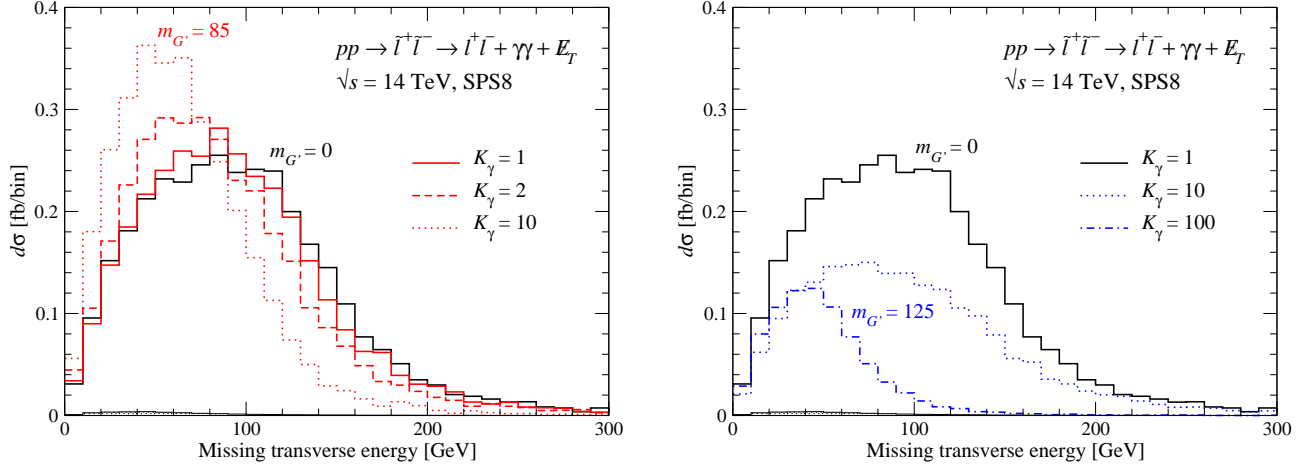 0.4
0.3
0.2
0.1
0
dσ [fb/bin]
m_G' = 85
pp → l̃⁺l̃⁻ → l⁺l⁻ + γγ + E̸_T
√s = 14 TeV, SPS8
m_G' = 0
K_γ = 1
K_γ = 2
K_γ = 10
0 100 200 300
Missing transverse energy [GeV]
0.4
0.3
0.2
0.1
0
dσ [fb/bin]
pp → l̃⁺l̃⁻ → l⁺l⁻ + γγ + E̸_T
√s = 14 TeV, SPS8
m_G' = 0
K_γ = 1
K_γ = 10
K_γ = 100
m_G' = 125
0 100 200 300
Missing transverse energy [GeV]